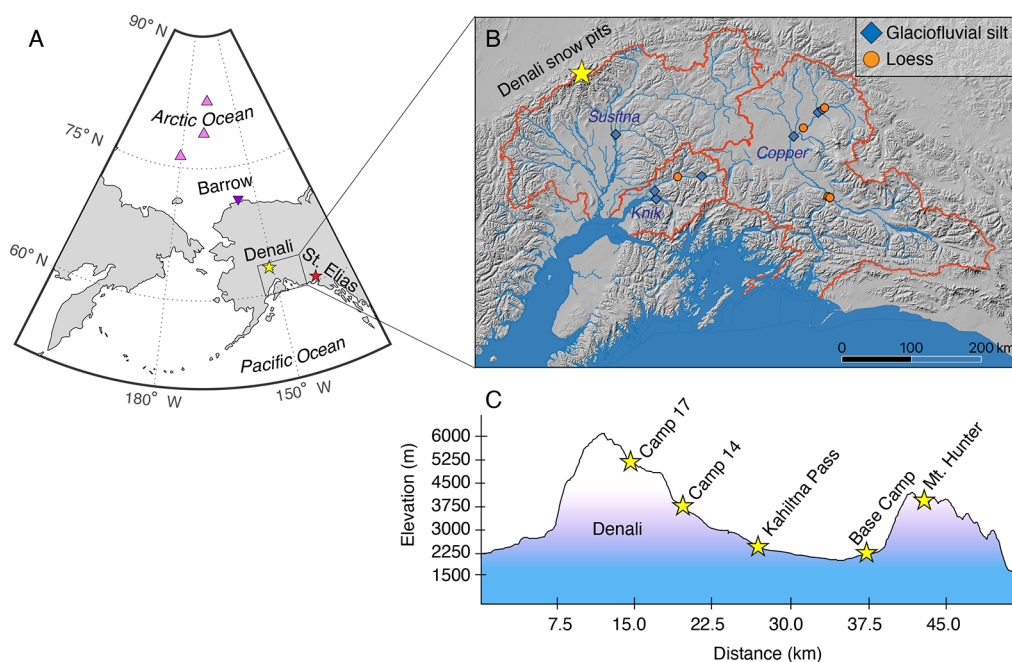 A
90° N
75° N
60° N
Arctic Ocean
Barrow
Denali
St. Elias
Pacific Ocean
180° W
150° W
B
Denali snow pits
Glaciofluvial silt
Loess
Susitna
Copper
Knik
0 100 200 km
C
Elevation (m)
6000
5250
4500
3750
3000
2250
1500
Camp 17
Camp 14
Kahiltna Pass
Base Camp
Mt. Hunter
Denali
7.5 15.0 22.5 30.0 37.5 45.0
Distance (km)